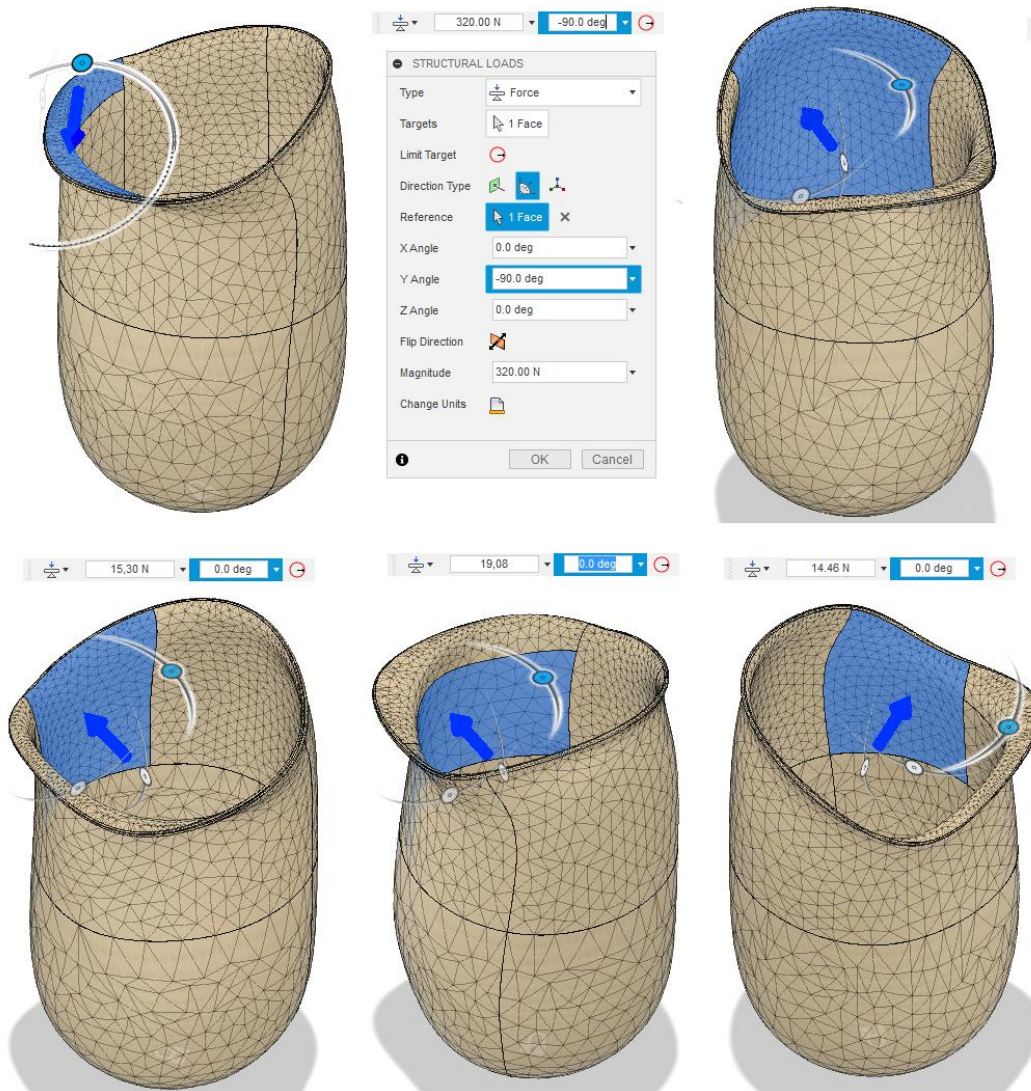 320.00 N -90.0 deg
STRUCTURAL LOADS
Type Force
Targets 1 Face
Limit Target
Direction Type
Reference 1 Face
X Angle 0.0 deg
Y Angle -90.0 deg
Z Angle 0.0 deg
Flip Direction
Magnitude 320.00 N
Change Units
OK Cancel
15,30 N 0.0 deg
19,08 0.0 deg
14.46 N 0.0 deg